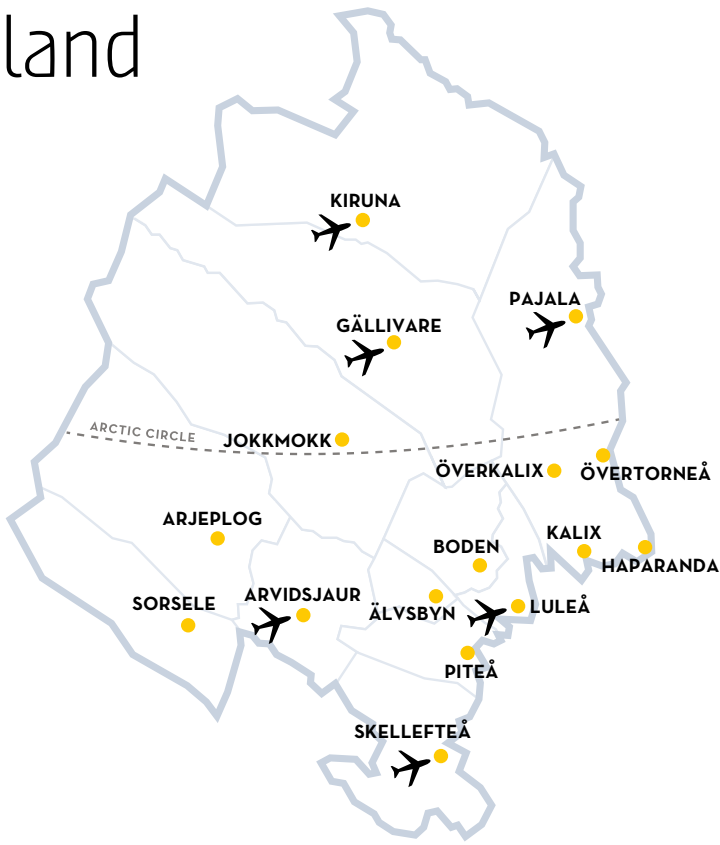 land
KIRUNA
PAJALA
GÄLLIVARE
ARCTIC CIRCLE
JOKKMOKK
ÖVERKALIX
ÖVERTORNEÅ
ARJEPLOG
KALIX
BODEN
HAPARANDA
ARVIDSJAUR
SORSELE
LULEÅ
ÄLVSBYN
PITEÅ
SKELLEFTEÅ